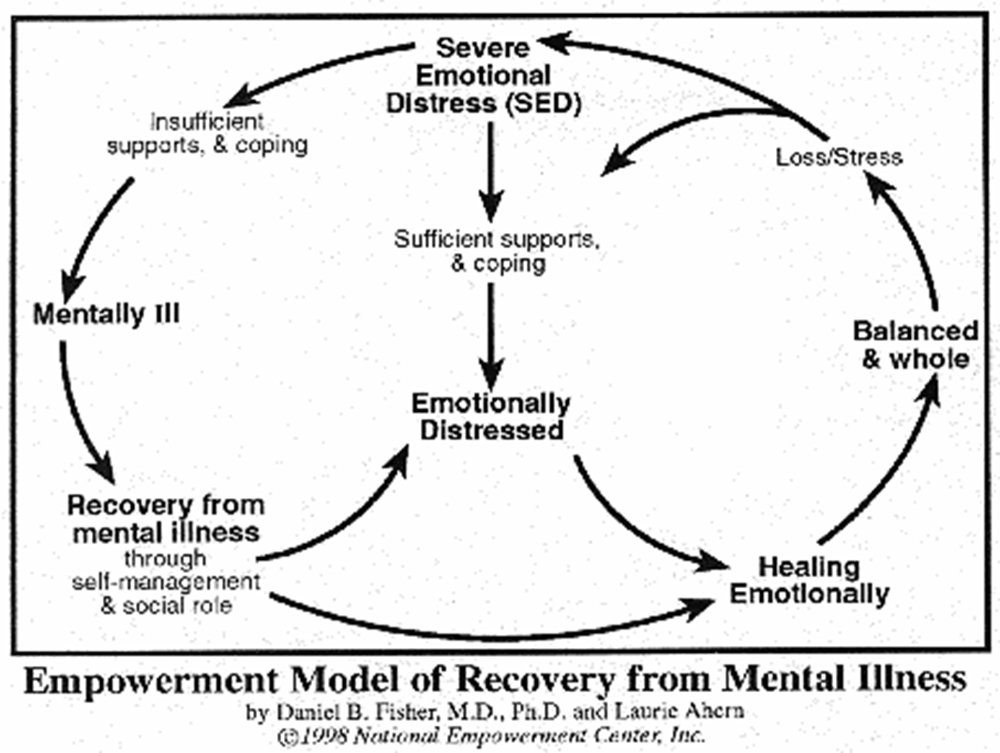 Severe
Emotional
Distress (SED)
Insufficient
supports, & coping
Loss/Stress
Sufficient supports,
& coping
Mentally Ill
Balanced
& whole
Emotionally
Distressed
Recovery from
mental illness
through
self-management
& social role
Healing
Emotionally
Empowerment Model of Recovery from Mental Illness
by Daniel B. Fisher, M.D., Ph.D. and Laurie Ahern
©1998 National Empowerment Center, Inc.